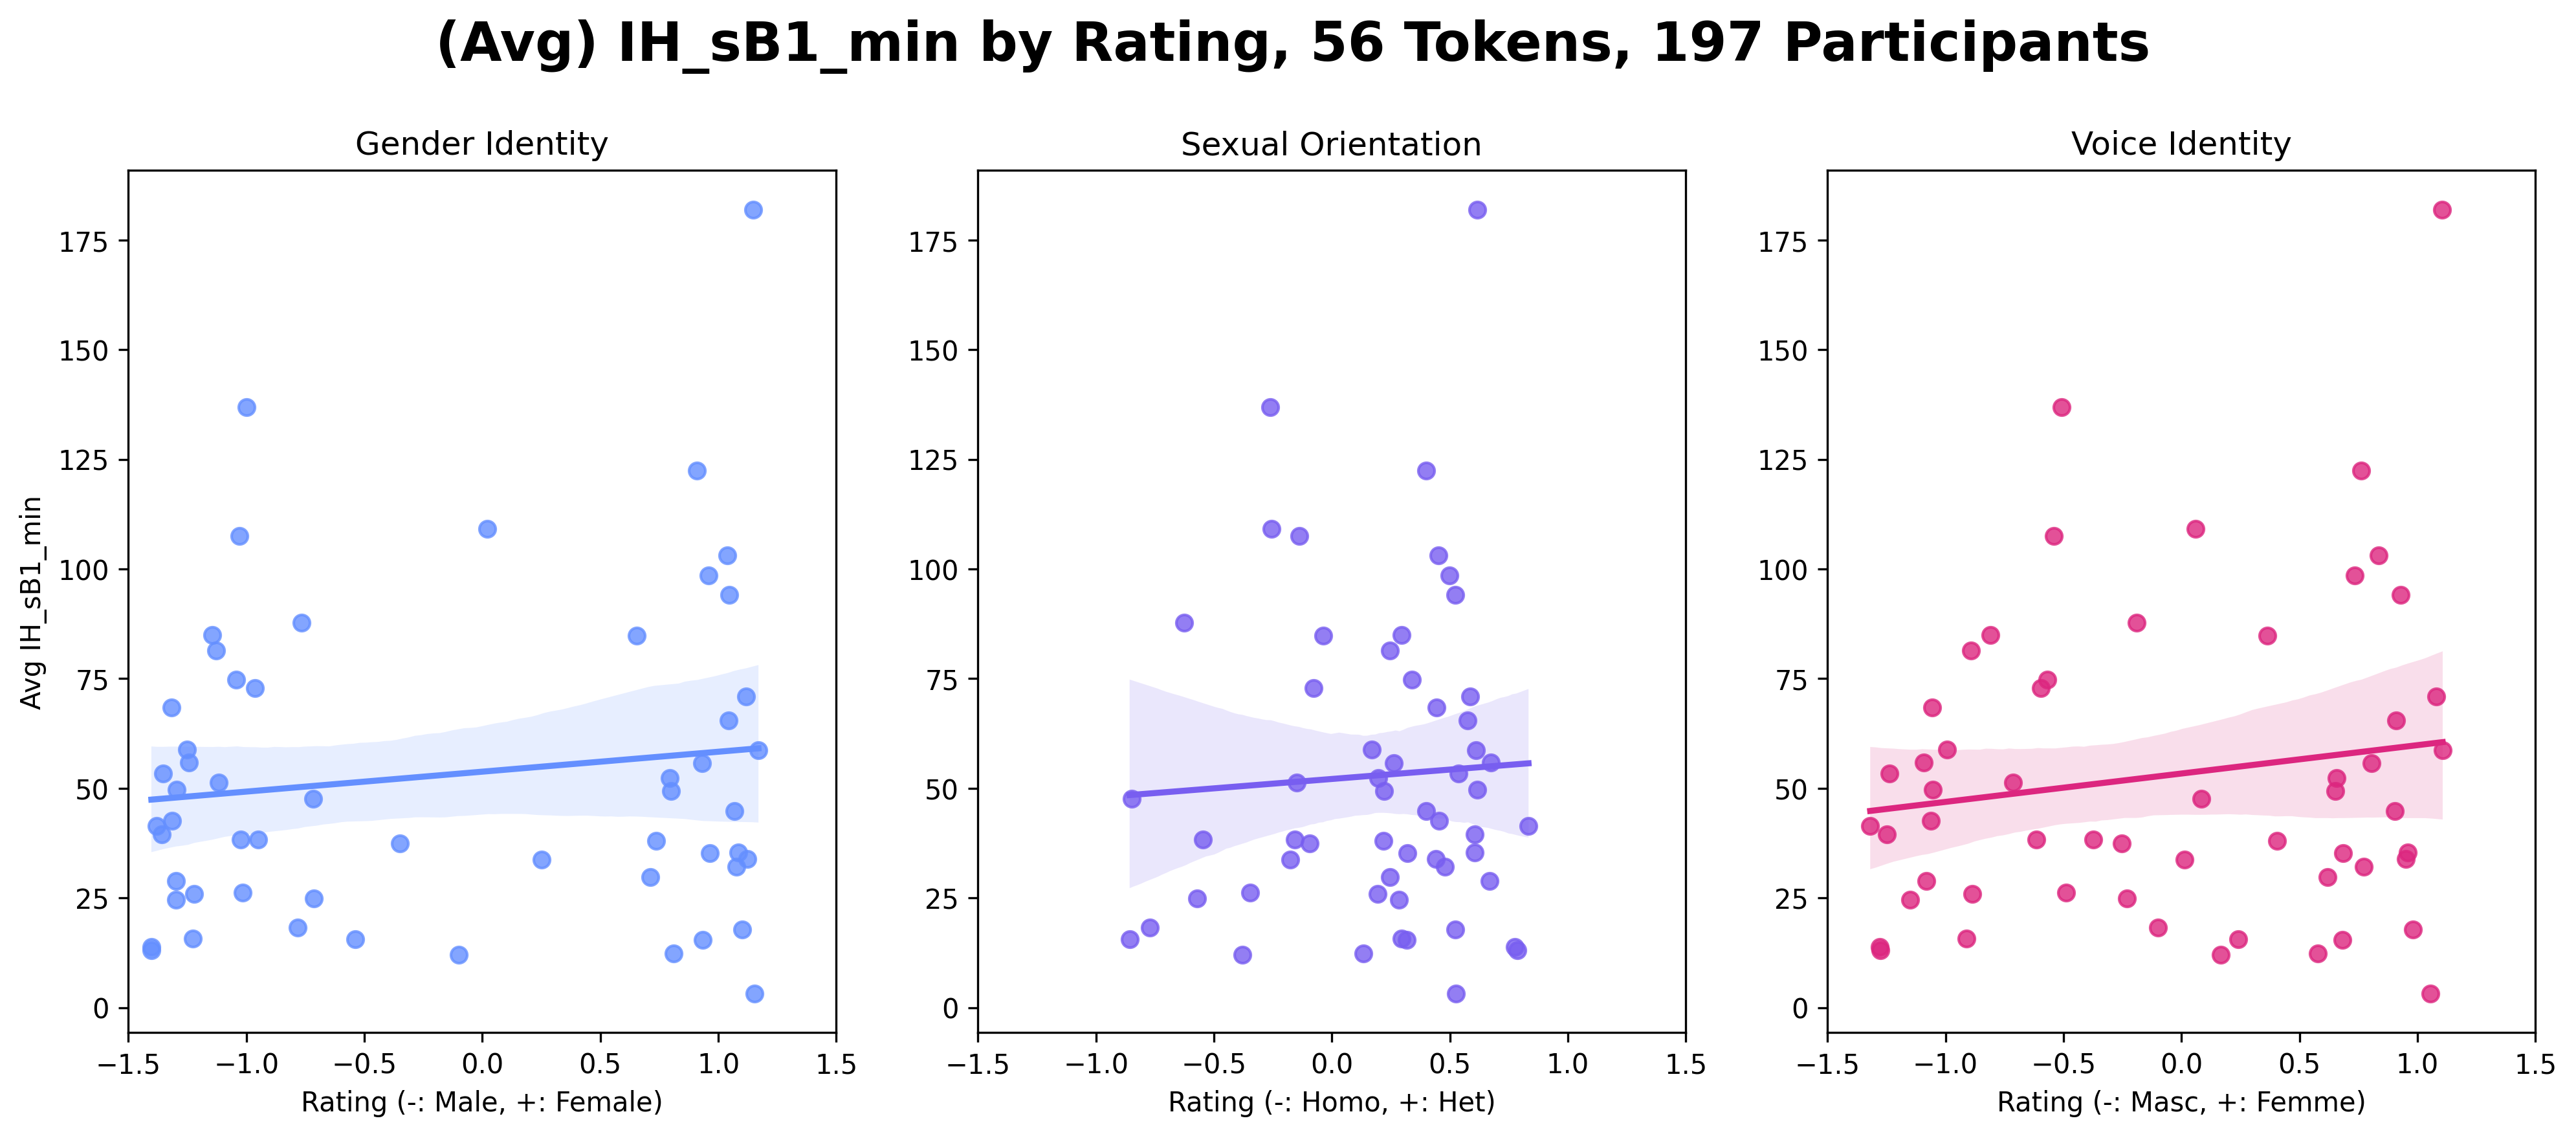 (Avg) IH_sB1_min by Rating, 56 Tokens, 197 Participants
Gender Identity
Sexual Orientation
Voice Identity
Avg IH_sB1_min
175
150
125
100
75
50
25
0
−1.5 −1.0 −0.5 0.0 0.5 1.0 1.5
Rating (-: Male, +: Female)
175
150
125
100
75
50
25
0
−1.5 −1.0 −0.5 0.0 0.5 1.0 1.5
Rating (-: Homo, +: Het)
175
150
125
100
75
50
25
0
−1.5 −1.0 −0.5 0.0 0.5 1.0 1.5
Rating (-: Masc, +: Femme)